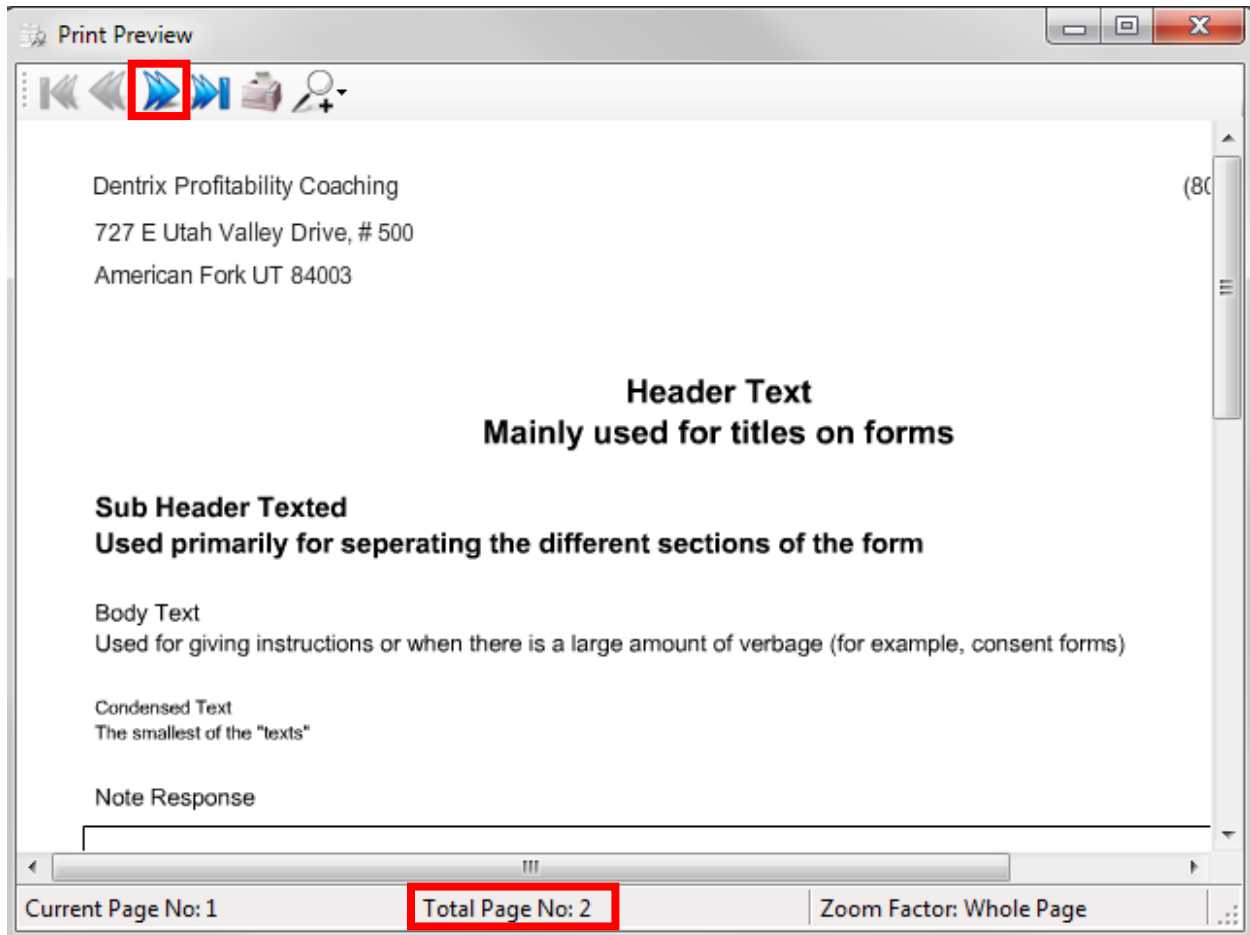 Print Preview
Dentrix Profitability Coaching (80
727 E Utah Valley Drive, # 500
American Fork UT 84003
Header Text
Mainly used for titles on forms
Sub Header Texted
Used primarily for seperating the different sections of the form
Body Text
Used for giving instructions or when there is a large amount of verbage (for example, consent forms)
Condensed Text
The smallest of the "texts"
Note Response
Current Page No: 1 Total Page No: 2 Zoom Factor: Whole Page